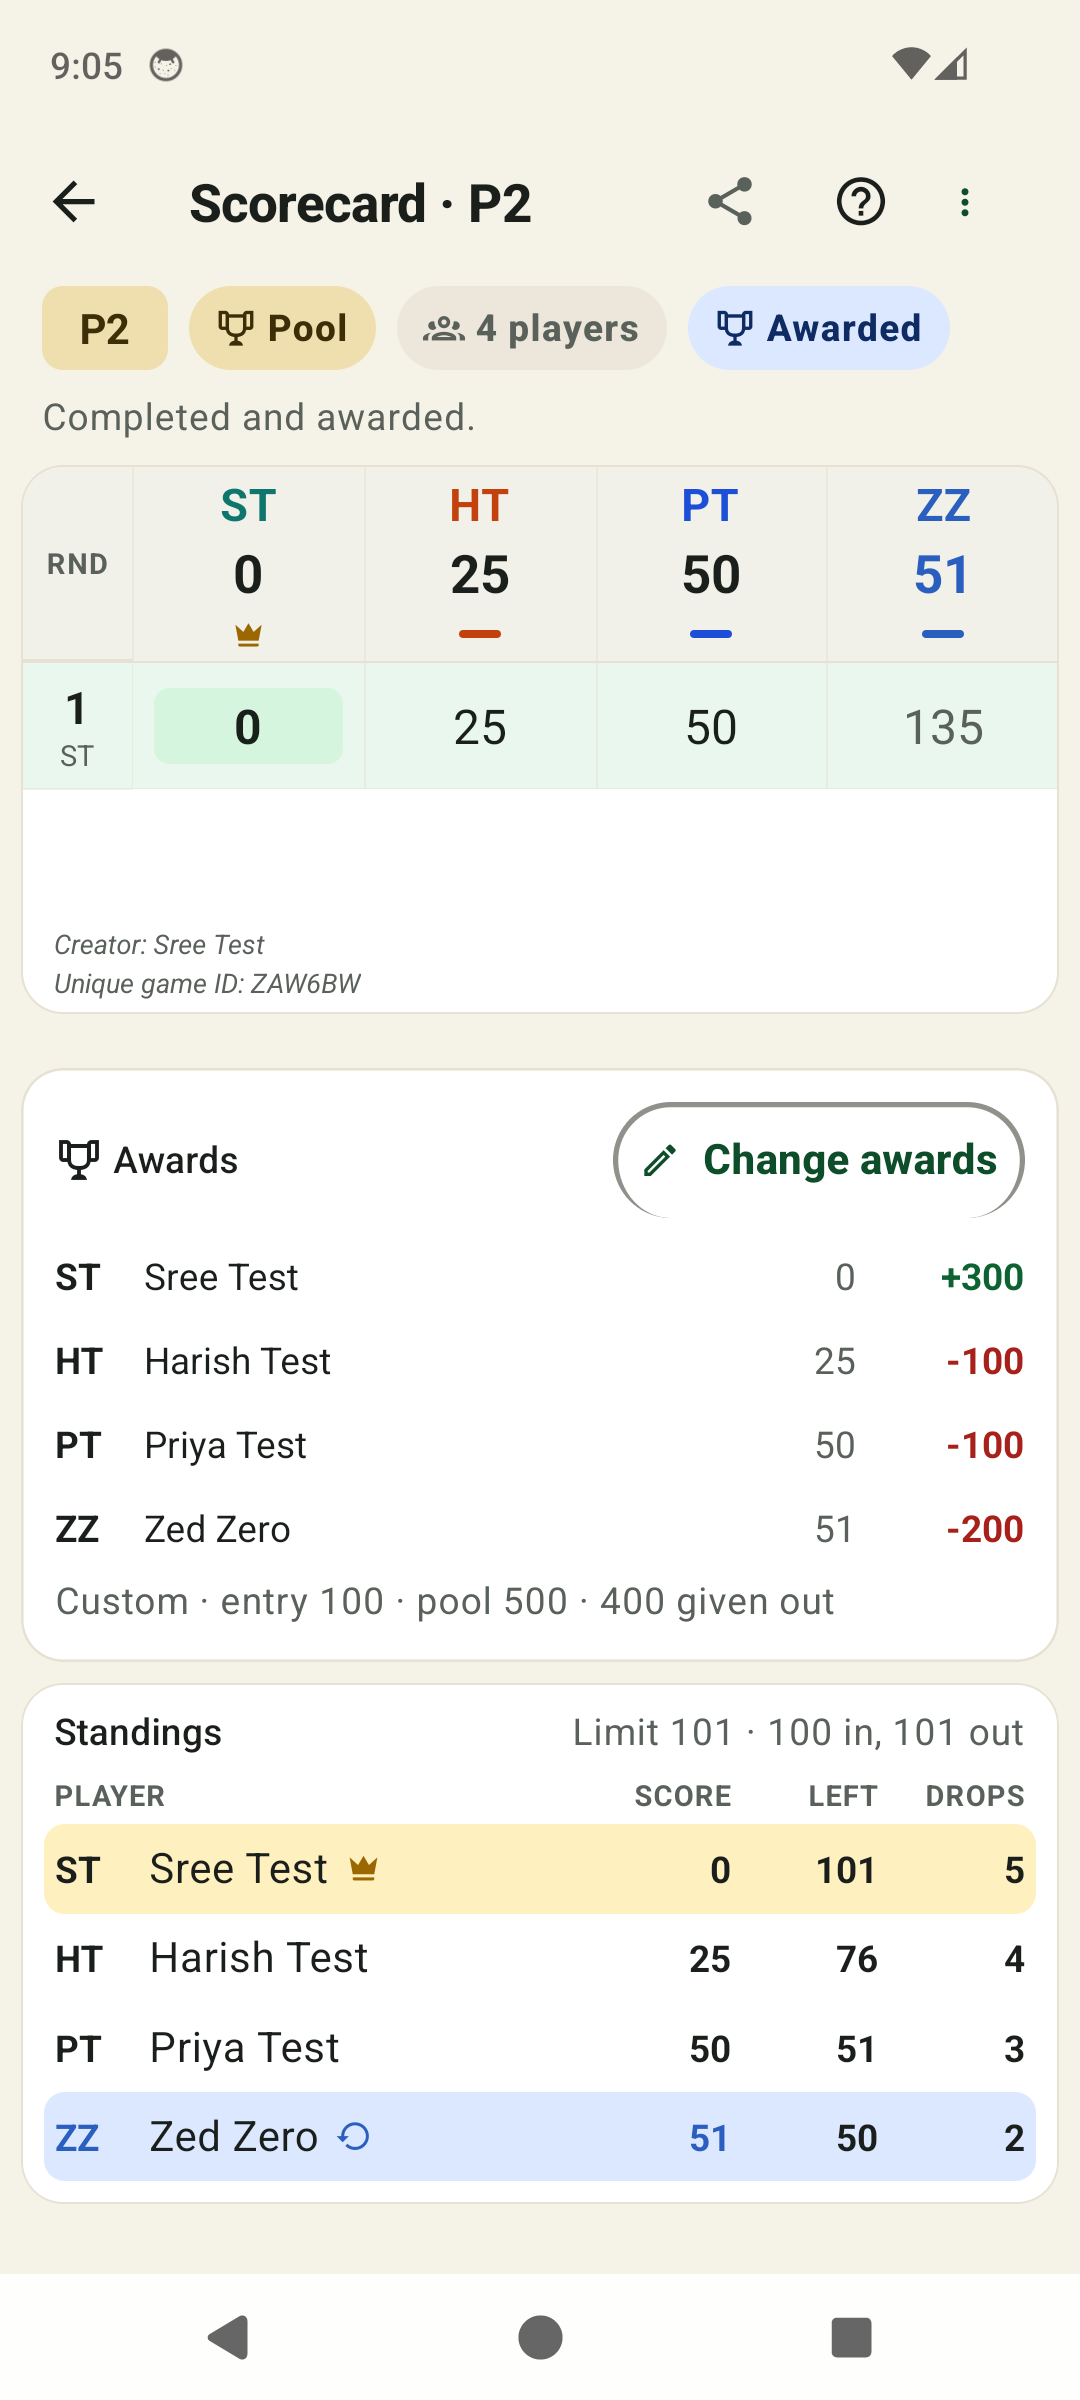 9:05
Scorecard · P2
P2 Pool 4 players Awarded
Completed and awarded.
RND ST HT PT ZZ
0 25 50 51
1 0 25 50 135
ST
Creator: Sree Test
Unique game ID: ZAW6BW
Awards Change awards
ST Sree Test 0 +300
HT Harish Test 25 -100
PT Priya Test 50 -100
ZZ Zed Zero 51 -200
Custom · entry 100 · pool 500 · 400 given out
Standings Limit 101 · 100 in, 101 out
PLAYER SCORE LEFT DROPS
ST Sree Test 0 101 5
HT Harish Test 25 76 4
PT Priya Test 50 51 3
ZZ Zed Zero 51 50 2